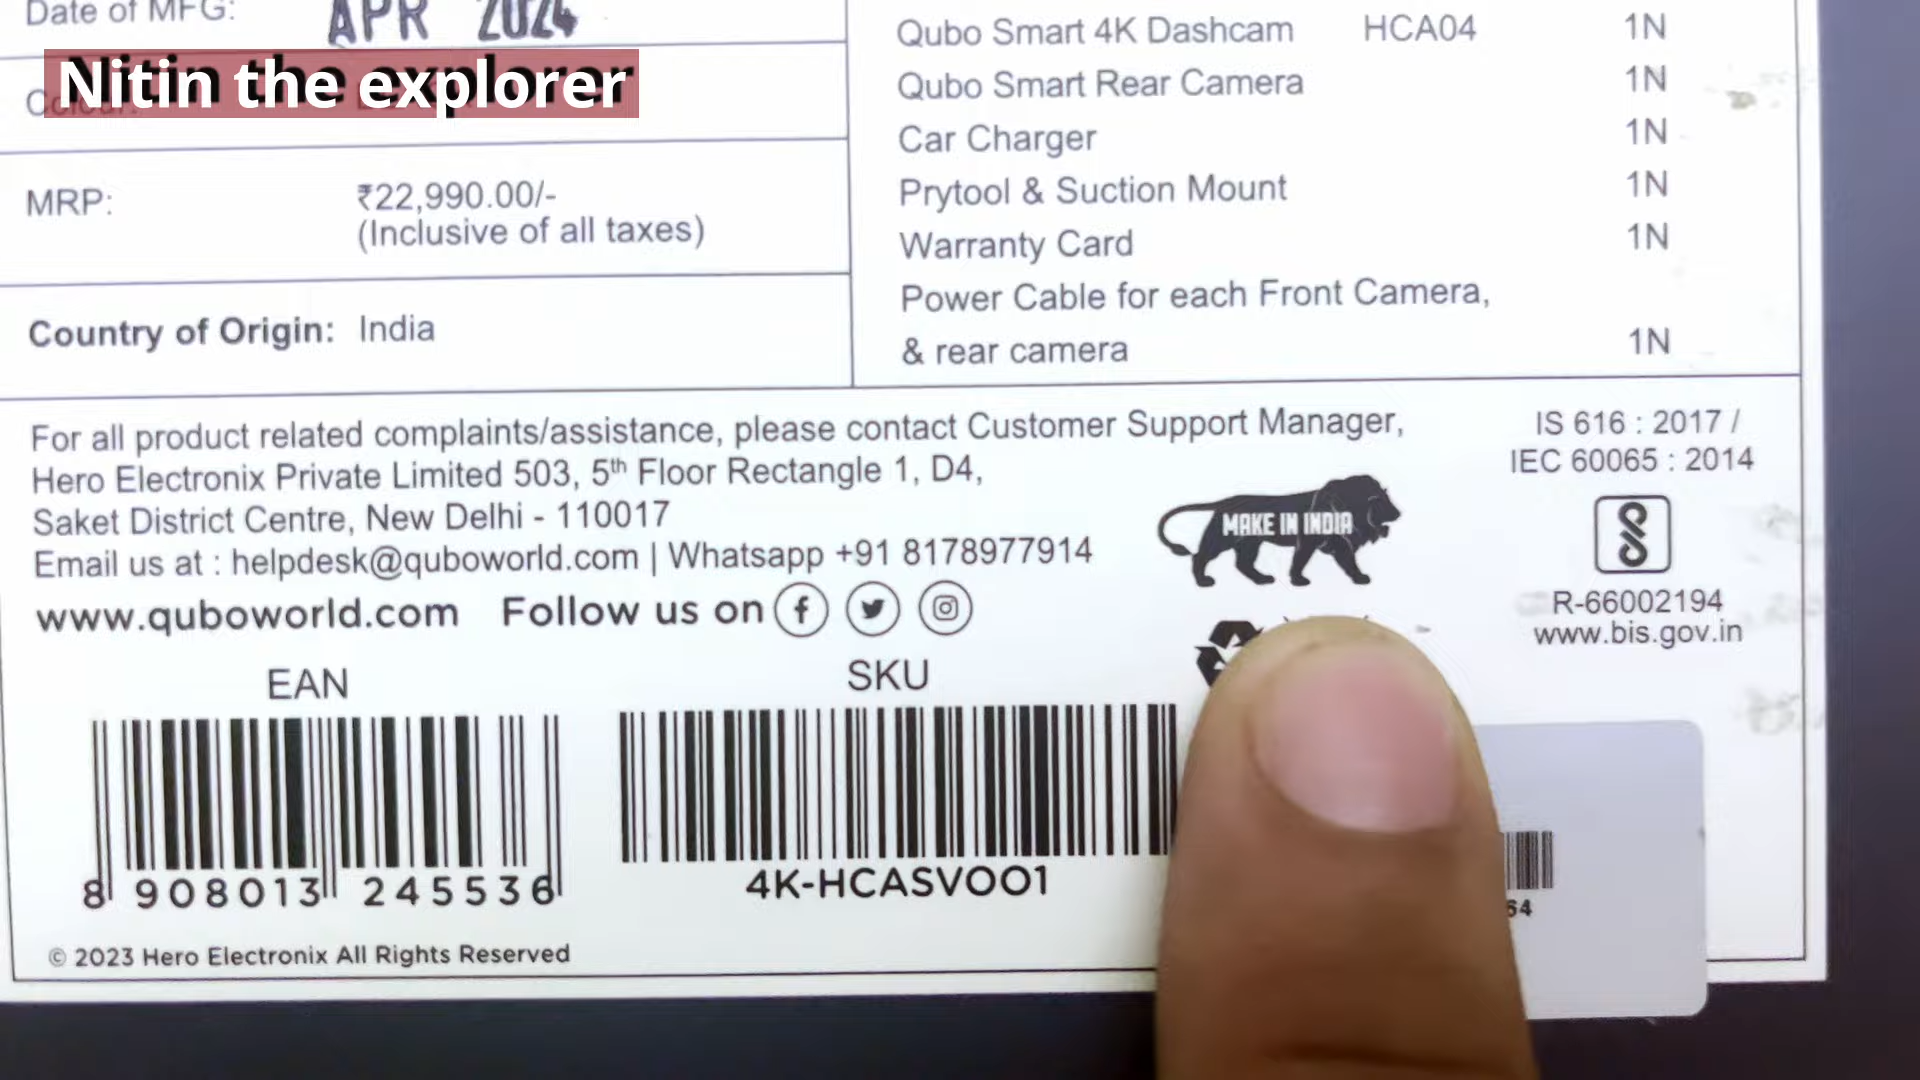 Date of MFG: APR 2024
Nitin the explorer
Colour:
MRP: ₹22,990.00/-
(Inclusive of all taxes)
Country of Origin: India
Qubo Smart 4K Dashcam HCA04 1N
Qubo Smart Rear Camera 1N
Car Charger 1N
Prytool & Suction Mount 1N
Warranty Card 1N
Power Cable for each Front Camera,
& rear camera 1N
For all product related complaints/assistance, please contact Customer Support Manager,
Hero Electronix Private Limited 503, 5th Floor Rectangle 1, D4,
Saket District Centre, New Delhi - 110017
Email us at : helpdesk@quboworld.com | Whatsapp +91 8178977914
www.quboworld.com Follow us on
MAKE IN INDIA
IS 616 : 2017 /
IEC 60065 : 2014
R-66002194
www.bis.gov.in
EAN
8 908013 245536
SKU
4K-HCASV001
64
© 2023 Hero Electronix All Rights Reserved